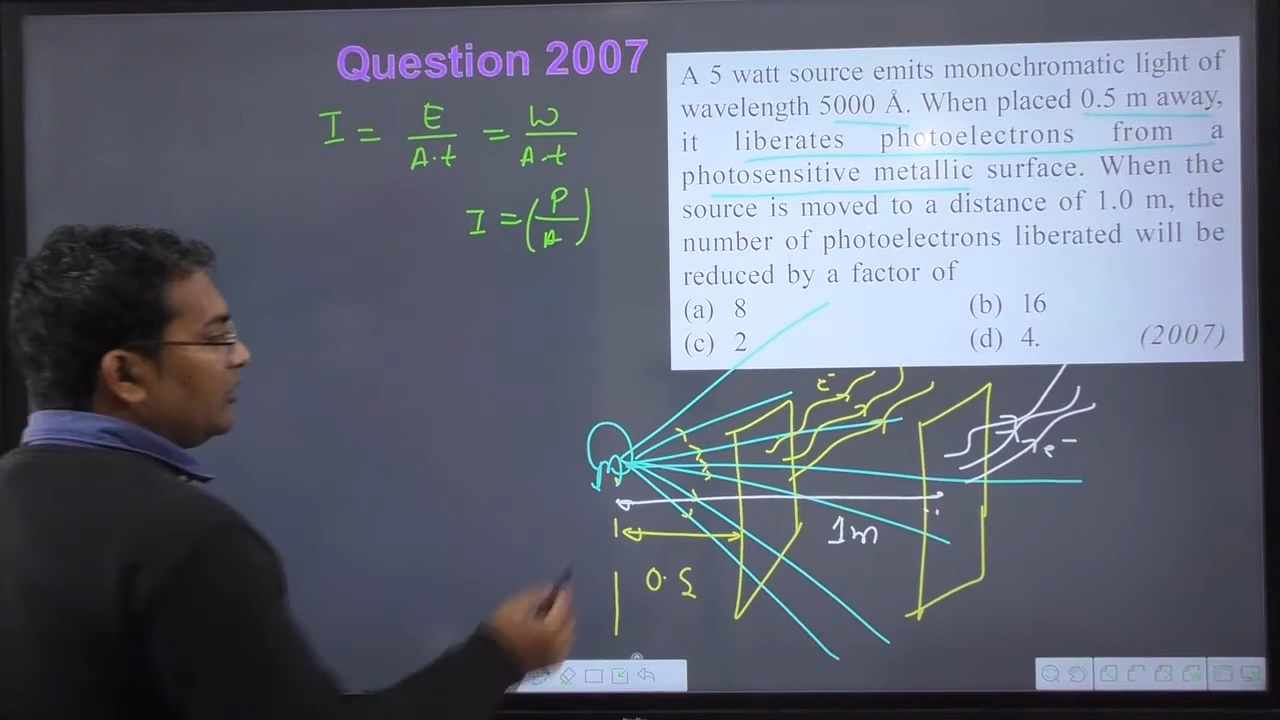 Question 2007
I = E/A·t = W/A·t
I = (P/A)
A 5 watt source emits monochromatic light of
wavelength 5000 Å. When placed 0.5 m away,
it liberates photoelectrons from a
photosensitive metallic surface. When the
source is moved to a distance of 1.0 m, the
number of photoelectrons liberated will be
reduced by a factor of
(a) 8 (b) 16
(c) 2 (d) 4. (2007)
e⁻
e⁻
1m
0.5